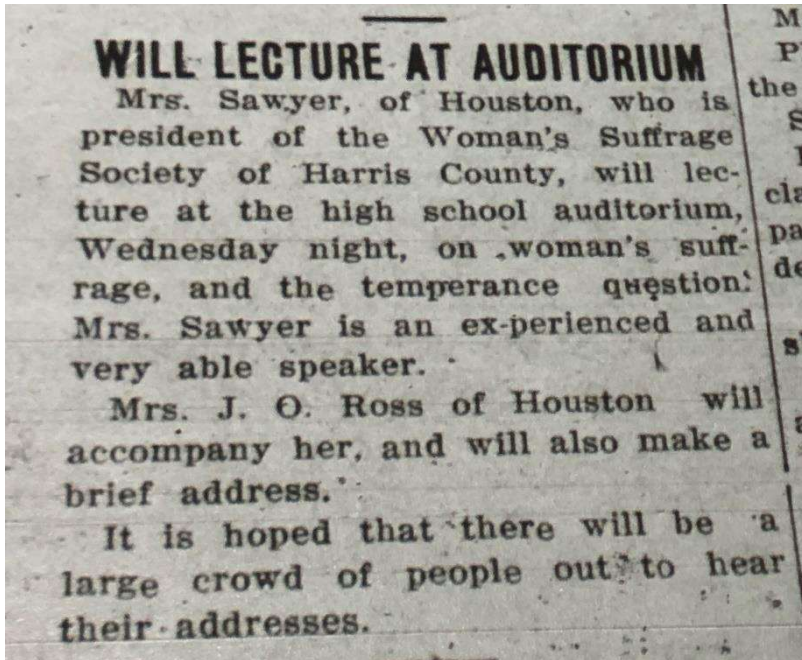 WILL LECTURE AT AUDITORIUM
Mrs. Sawyer, of Houston, who is
president of the Woman's Suffrage
Society of Harris County, will lec-
ture at the high school auditorium,
Wednesday night, on woman's suff-
rage, and the temperance question.
Mrs. Sawyer is an ex-perienced and
very able speaker.
Mrs. J. O. Ross of Houston will
accompany her, and will also make a
brief address.
It is hoped that there will be a
large crowd of people out to hear
their addresses.
the